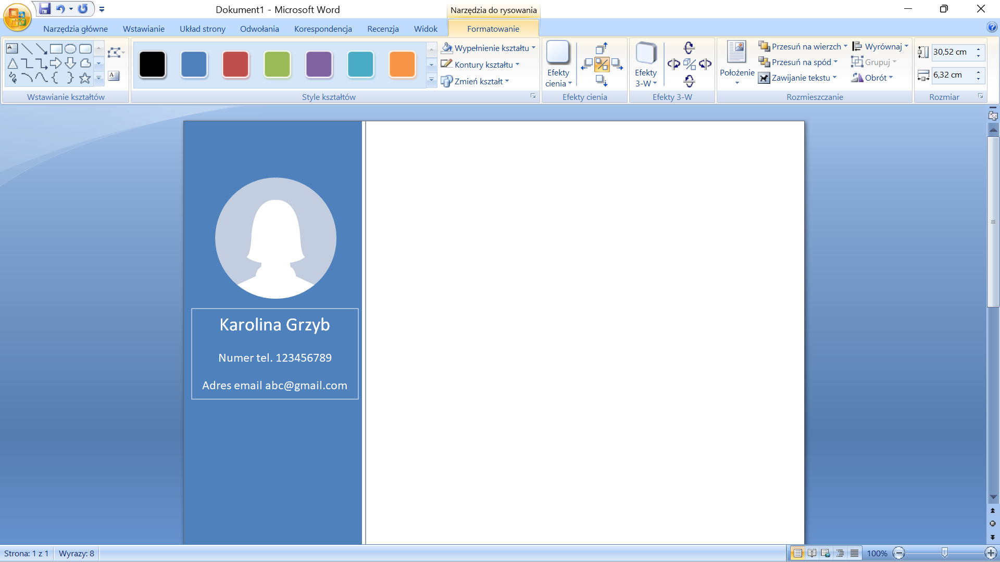 Dokument1 - Microsoft Word
Narzędzia do rysowania
Narzędzia główne
Wstawianie
Układ strony
Odwołania
Korespondencja
Recenzja
Widok
Formatowanie
Wypełnienie kształtu
Kontury kształtu
Zmień kształt
Efekty cienia
Efekty 3-W
Położenie
Przesuń na wierzch
Przesuń na spód
Zawijanie tekstu
Wyrównaj
Grupuj
Obrót
30,52 cm
6,32 cm
Wstawianie kształtów
Style kształtów
Efekty cienia
Efekty 3-W
Rozmieszczanie
Rozmiar
Karolina Grzyb
Numer tel. 123456789
Adres email abc@gmail.com
Strona: 1 z 1
Wyrazy: 8
100%